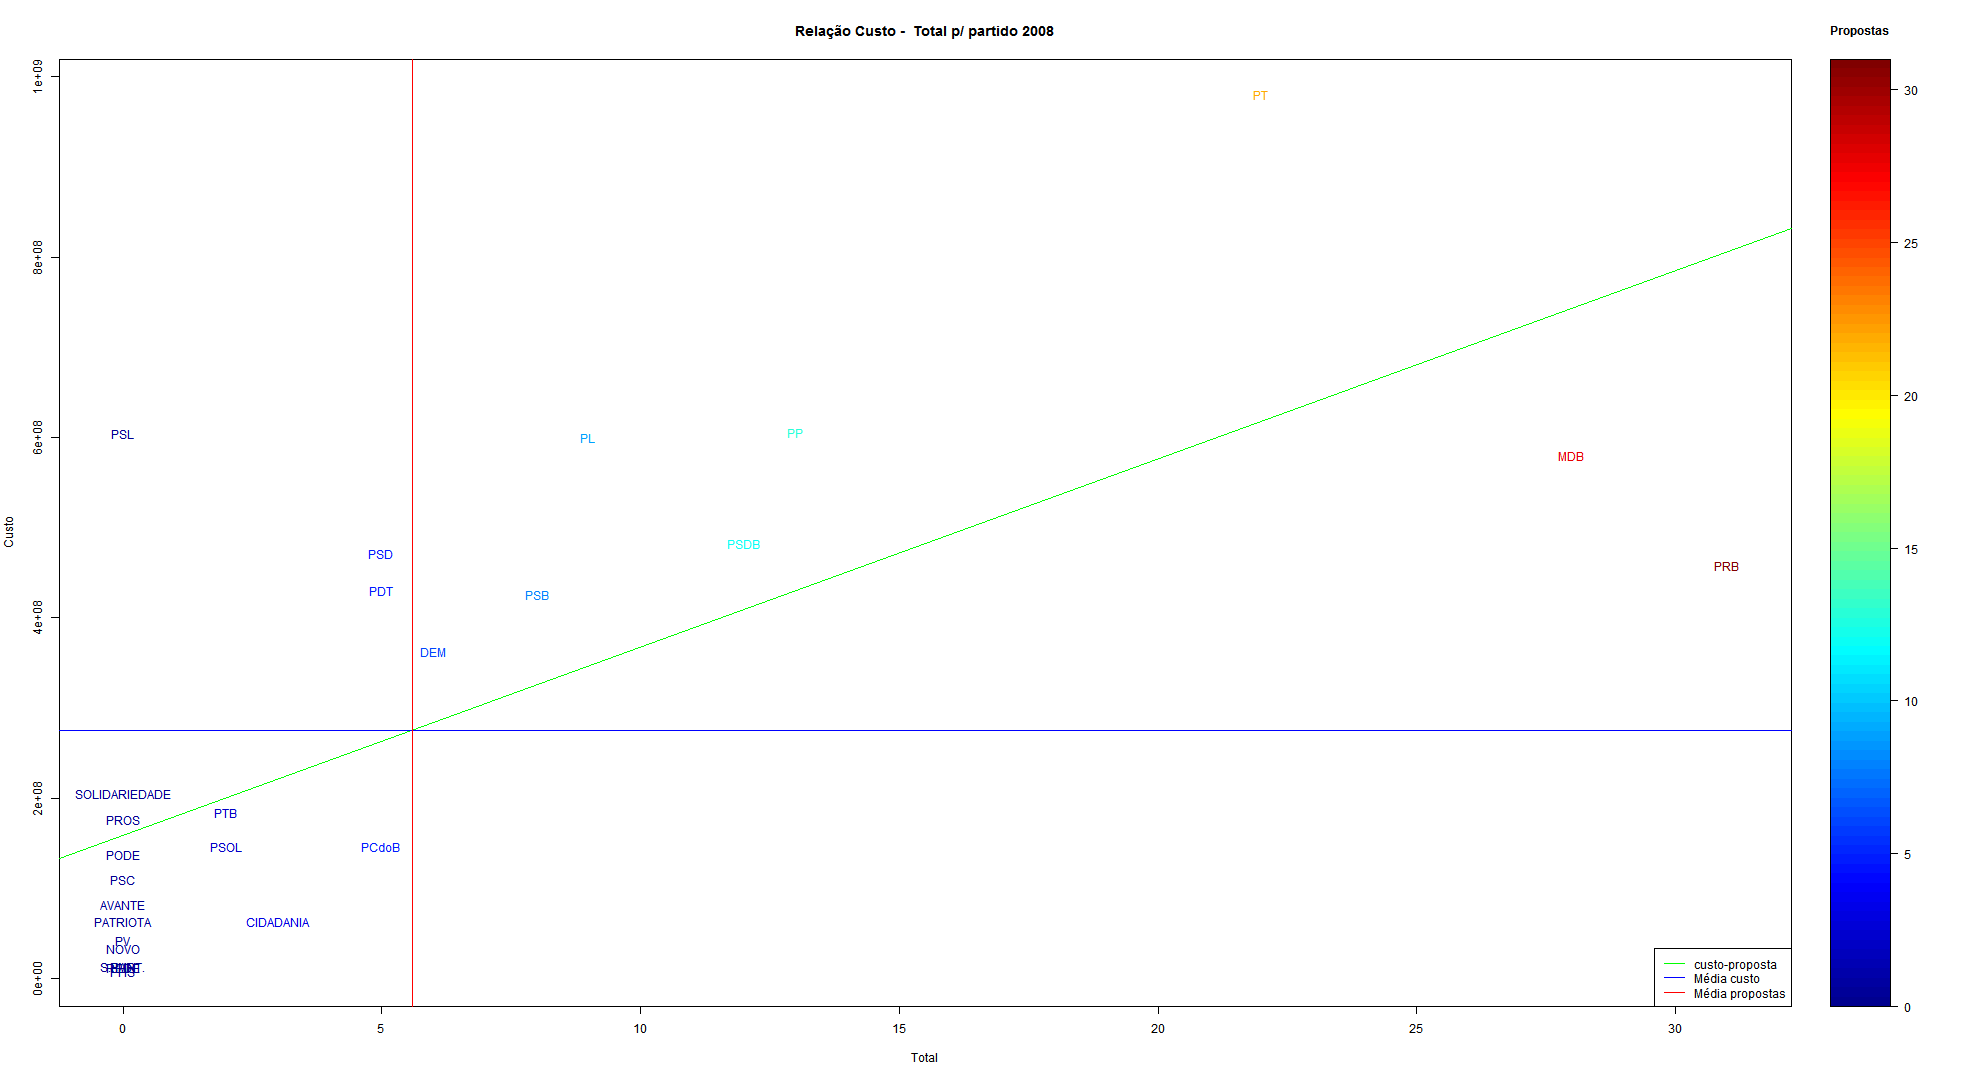 Relação Custo -  Total p/ partido 2008
Propostas
1e+09
8e+08
6e+08
4e+08
2e+08
0e+00
Custo
PT
PSL
PL
PP
MDB
PSD
PSDB
PRB
PDT
PSB
DEM
SOLIDARIEDADE
PTB
PROS
PSOL
PCdoB
PODE
PSC
AVANTE
PATRIOTA
CIDADANIA
PV
NOVO
PHS
custo-proposta
Média custo
Média propostas
0
5
10
15
20
25
30
Total
30
25
20
15
10
5
0